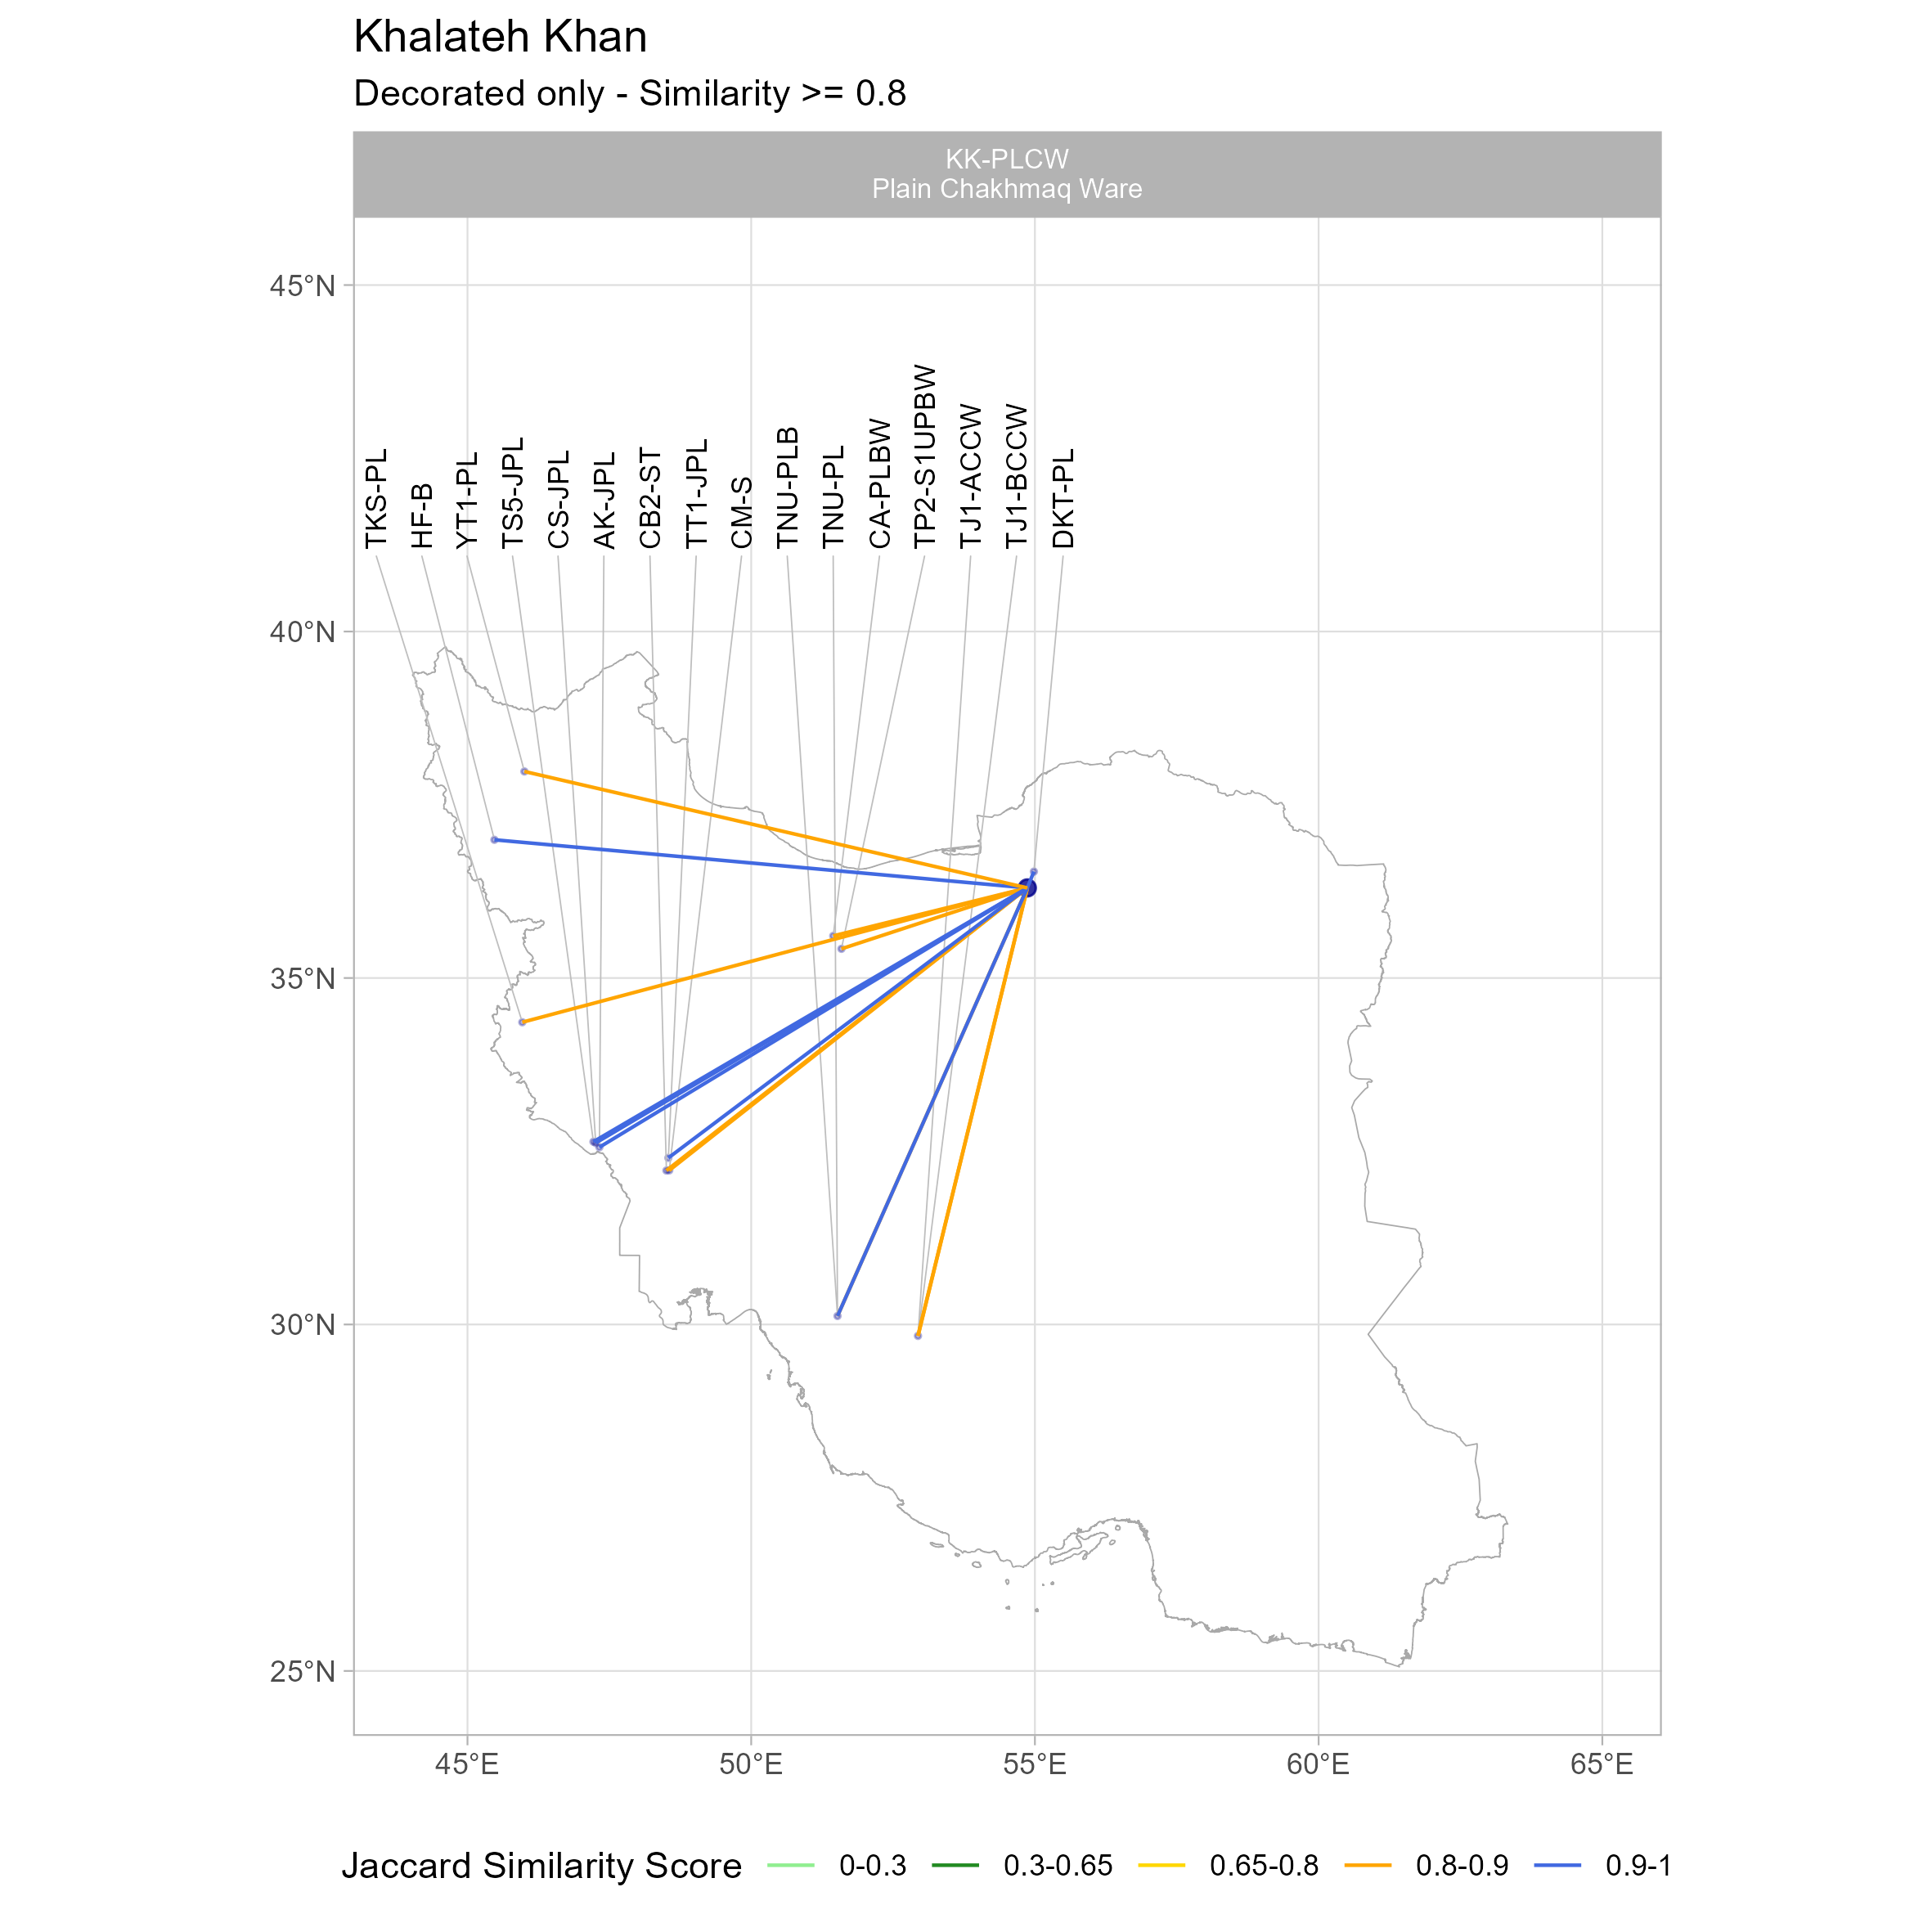 Khalateh Khan
Decorated only - Similarity >= 0.8
KK-PLCW
Plain Chakhmaq Ware
45°N
40°N
35°N
30°N
25°N
TKS-PL
HF-B
YT1-PL
TS5-JPL
CS-JPL
AK-JPL
CB2-ST
TT1-JPL
CM-S
TNU-PLB
TNU-PL
CA-PLBW
TP2-S1UPBW
TJ1-ACCW
TJ1-BCCW
DKT-PL
45°E 50°E 55°E 60°E 65°E
Jaccard Similarity Score 0-0.3 0.3-0.65 0.65-0.8 0.8-0.9 0.9-1